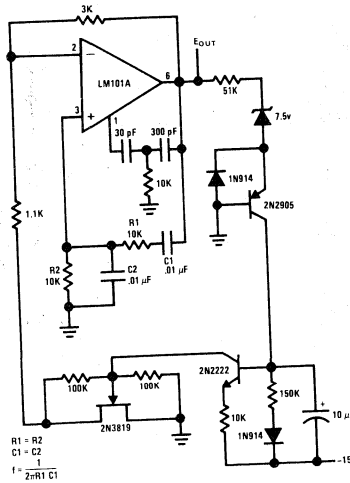 3K
EOUT
2
LM101A
6
51K
3
1
7.5v
30 pF
300 pF
1N914
10K
2N2905
1.1K
R1
10K
C1
.01 μF
R2
10K
C2
.01 μF
2N2222
100K
100K
150K
10K
2N3819
10 μ
1N914
-15
R1 = R2
C1 = C2
f = 1
2πR1 C1